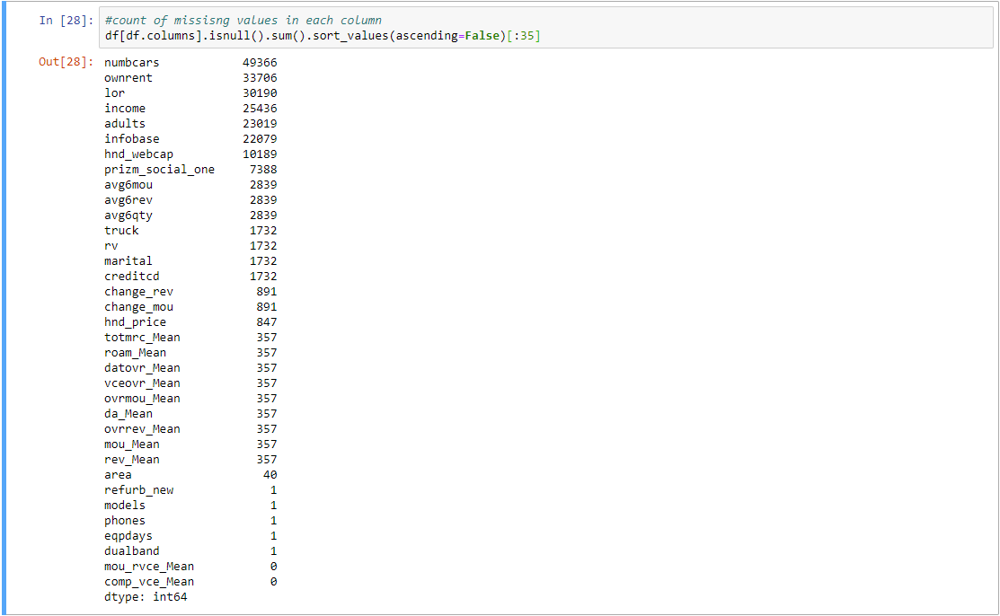 In [28]: #count of missisng values in each column
df[df.columns].isnull().sum().sort_values(ascending=False)[:35]
Out[28]: numbcars 49366
ownrent 33706
lor 30190
income 25436
adults 23019
infobase 22079
hnd_webcap 10189
prizm_social_one 7388
avg6mou 2839
avg6rev 2839
avg6qty 2839
truck 1732
rv 1732
marital 1732
creditcd 1732
change_rev 891
change_mou 891
hnd_price 847
totmrc_Mean 357
roam_Mean 357
datovr_Mean 357
vceovr_Mean 357
ovrmou_Mean 357
da_Mean 357
ovrrev_Mean 357
mou_Mean 357
rev_Mean 357
area 40
refurb_new 1
models 1
phones 1
eqpdays 1
dualband 1
mou_rvce_Mean 0
comp_vce_Mean 0
dtype: int64